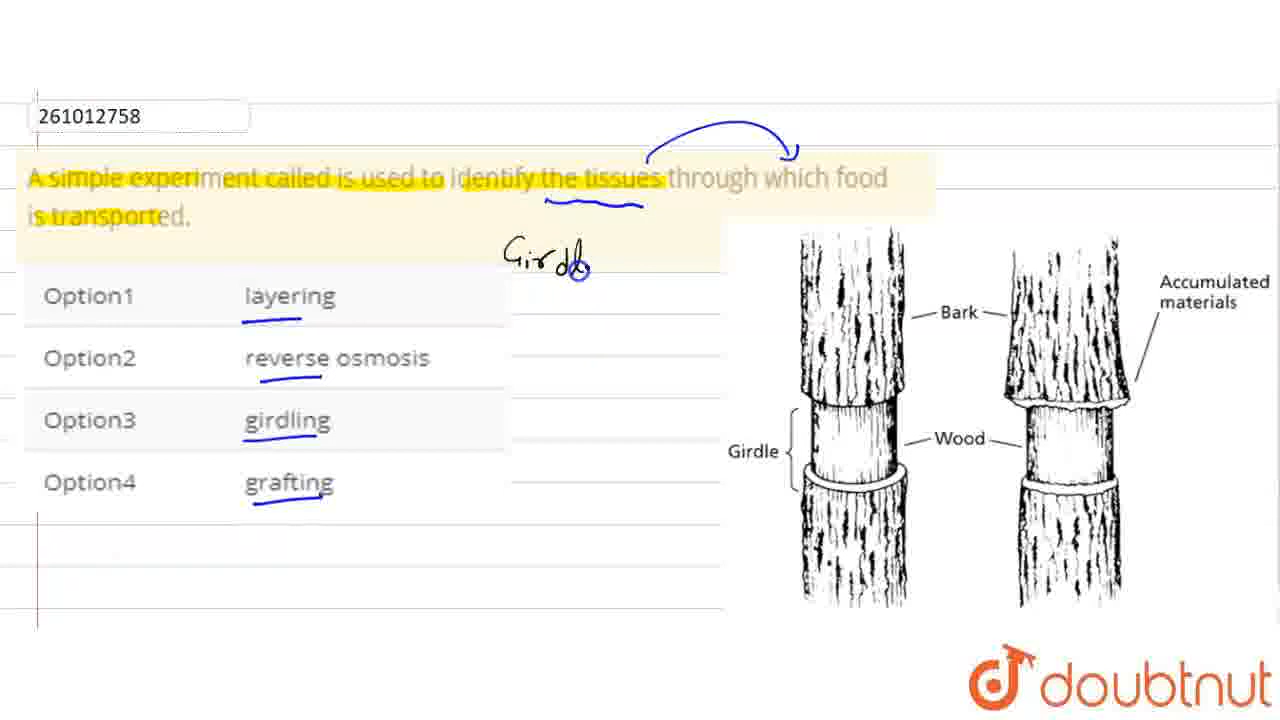 261012758
A simple experiment called is used to identify the tissues through which food
is transported.
Girdl
Option1 layering
Option2 reverse osmosis
Option3 girdling
Option4 grafting
Accumulated
materials
Bark
Wood
Girdle
doubtnut